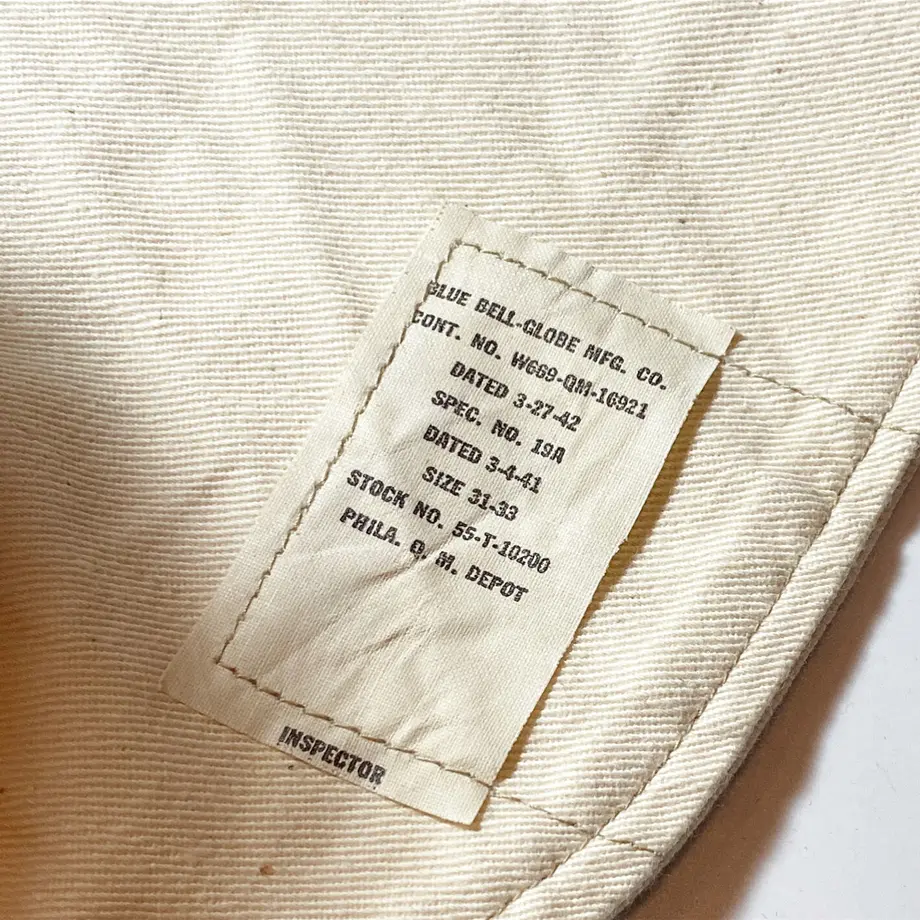 BLUE BELL-GLOBE MFG. CO.
CONT. NO. W669-QM-16921
DATED 3-27-42
SPEC. NO. 19A
DATED 3-4-41
SIZE 31-33
STOCK NO. 55-T-10200
PHILA. Q. M. DEPOT
INSPECTOR